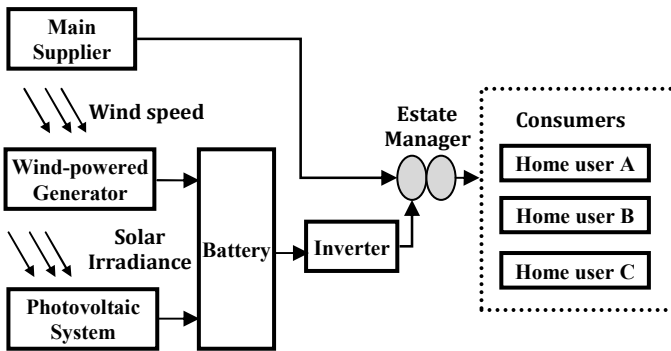 Main
Supplier
Wind speed
Wind-powered
Generator
Solar
Irradiance
Photovoltaic
System
Battery
Inverter
Estate
Manager
Consumers
Home user A
Home user B
Home user C